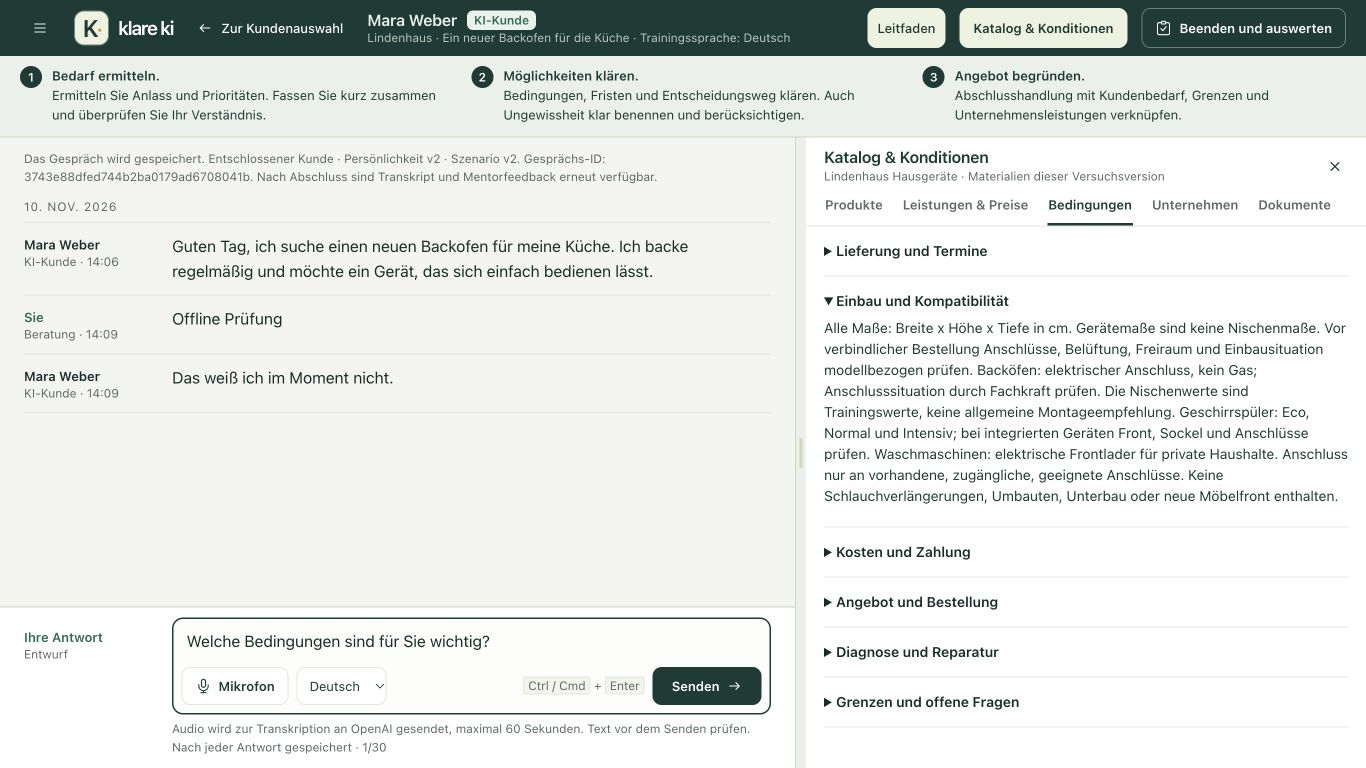 K.
klare ki
← Zur Kundenauswahl
Mara Weber KI-Kunde
Lindenhaus · Ein neuer Backofen für die Küche · Trainingssprache: Deutsch
Leitfaden
Katalog & Konditionen
Beenden und auswerten
1 Bedarf ermitteln.
Ermitteln Sie Anlass und Prioritäten. Fassen Sie kurz zusammen
und überprüfen Sie Ihr Verständnis.
2 Möglichkeiten klären.
Bedingungen, Fristen und Entscheidungsweg klären. Auch
Ungewissheit klar benennen und berücksichtigen.
3 Angebot begründen.
Abschlusshandlung mit Kundenbedarf, Grenzen und
Unternehmensleistungen verknüpfen.
Das Gespräch wird gespeichert. Entschlossener Kunde · Persönlichkeit v2 · Szenario v2. Gesprächs-ID:
3743e88dfed744b2ba0179ad6708041b. Nach Abschluss sind Transkript und Mentorfeedback erneut verfügbar.
10. NOV. 2026
Mara Weber
KI-Kunde · 14:06
Guten Tag, ich suche einen neuen Backofen für meine Küche. Ich backe
regelmäßig und möchte ein Gerät, das sich einfach bedienen lässt.
Sie
Beratung · 14:09
Offline Prüfung
Mara Weber
KI-Kunde · 14:09
Das weiß ich im Moment nicht.
Ihre Antwort
Entwurf
Welche Bedingungen sind für Sie wichtig?
Mikrofon
Deutsch
Ctrl / Cmd + Enter
Senden →
Audio wird zur Transkription an OpenAI gesendet, maximal 60 Sekunden. Text vor dem Senden prüfen.
Nach jeder Antwort gespeichert · 1/30
Katalog & Konditionen
Lindenhaus Hausgeräte · Materialien dieser Versuchsversion
Produkte
Leistungen & Preise
Bedingungen
Unternehmen
Dokumente
Lieferung und Termine
Einbau und Kompatibilität
Alle Maße: Breite x Höhe x Tiefe in cm. Gerätemaße sind keine Nischenmaße. Vor
verbindlicher Bestellung Anschlüsse, Belüftung, Freiraum und Einbausituation
modellbezogen prüfen. Backöfen: elektrischer Anschluss, kein Gas;
Anschlusssituation durch Fachkraft prüfen. Die Nischenwerte sind
Trainingswerte, keine allgemeine Montageempfehlung. Geschirrspüler: Eco,
Normal und Intensiv; bei integrierten Geräten Front, Sockel und Anschlüsse
prüfen. Waschmaschinen: elektrische Frontlader für private Haushalte. Anschluss
nur an vorhandene, zugängliche, geeignete Anschlüsse. Keine
Schlauchverlängerungen, Umbauten, Unterbau oder neue Möbelfront enthalten.
Kosten und Zahlung
Angebot und Bestellung
Diagnose und Reparatur
Grenzen und offene Fragen